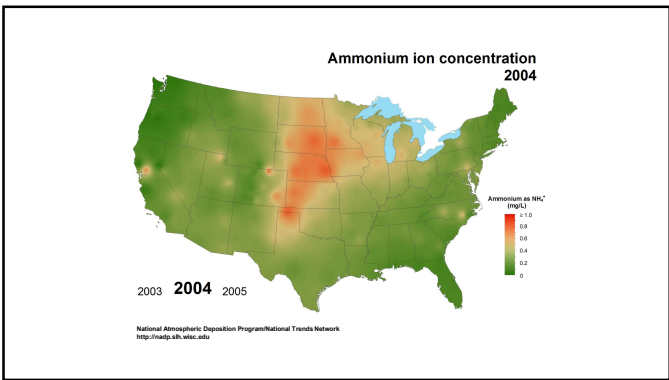 Ammonium ion concentration
2004
Ammonium as NH₄⁺
(mg/L)
≥ 1.0
0.8
0.6
0.4
0.2
0
2003 2004 2005
National Atmospheric Deposition Program/National Trends Network
http://nadp.slh.wisc.edu